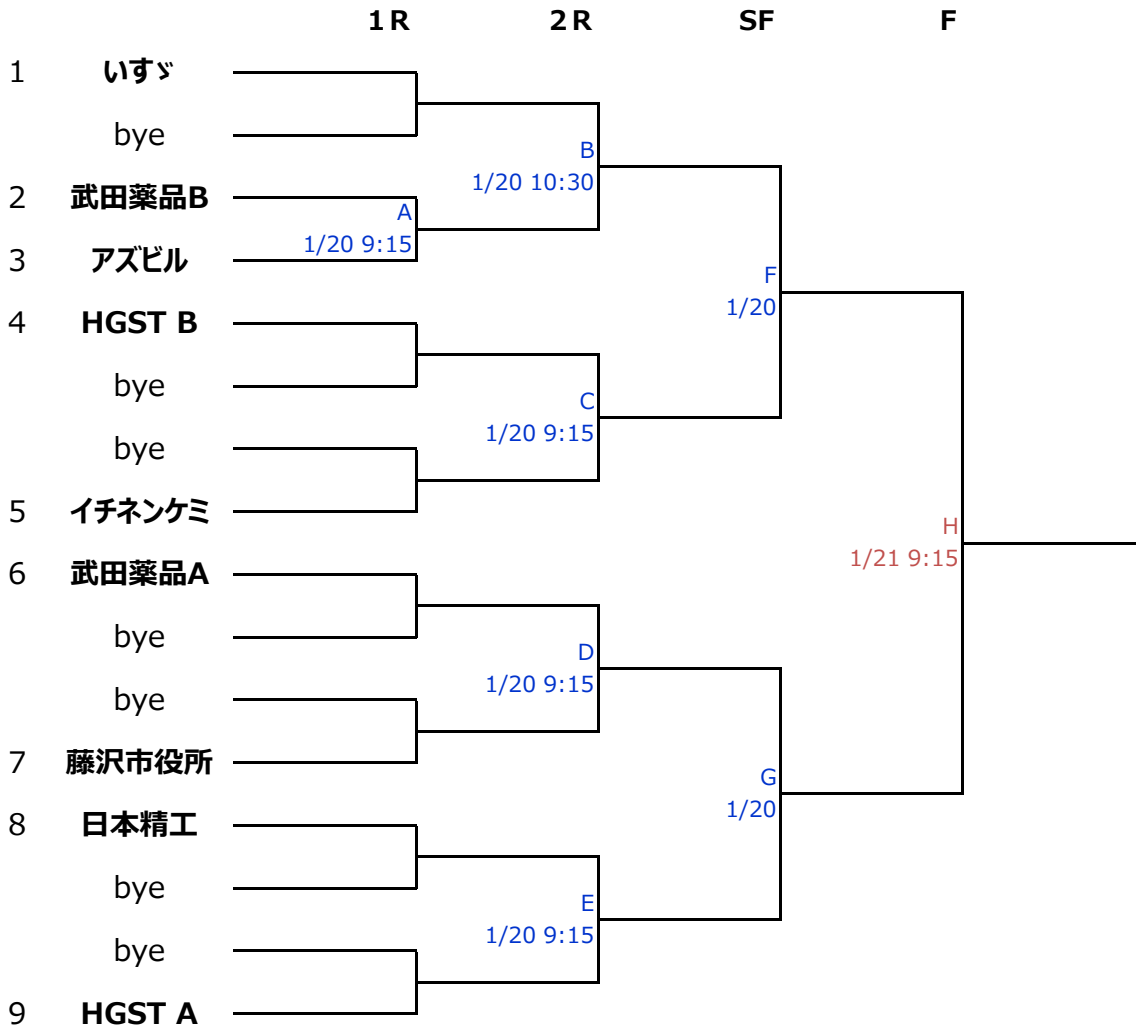 1R 2R SF F
1 いすゞ
bye
B
1/20 10:30
2 武田薬品B
A
1/20 9:15
3 アズビル
F
1/20
4 HGST B
bye
C
1/20 9:15
bye
5 イチネンケミ
H
1/21 9:15
6 武田薬品A
bye
D
1/20 9:15
bye
7 藤沢市役所
G
1/20
8 日本精工
bye
E
1/20 9:15
bye
9 HGST A